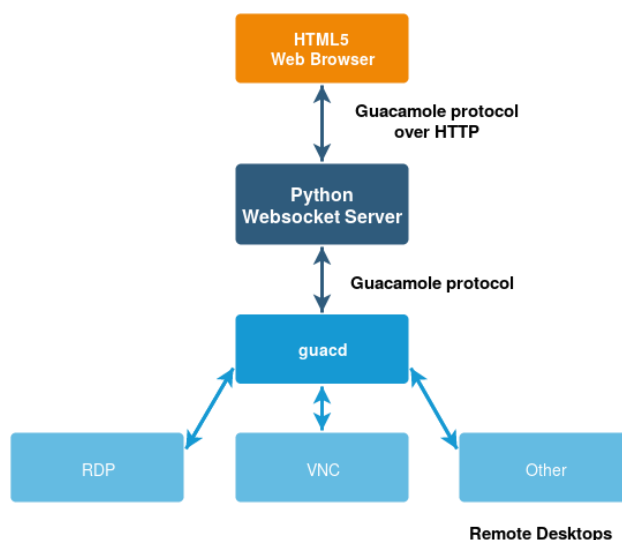 HTML5
Web Browser
Guacamole protocol
over HTTP
Python
Websocket Server
Guacamole protocol
guacd
RDP
VNC
Other
Remote Desktops